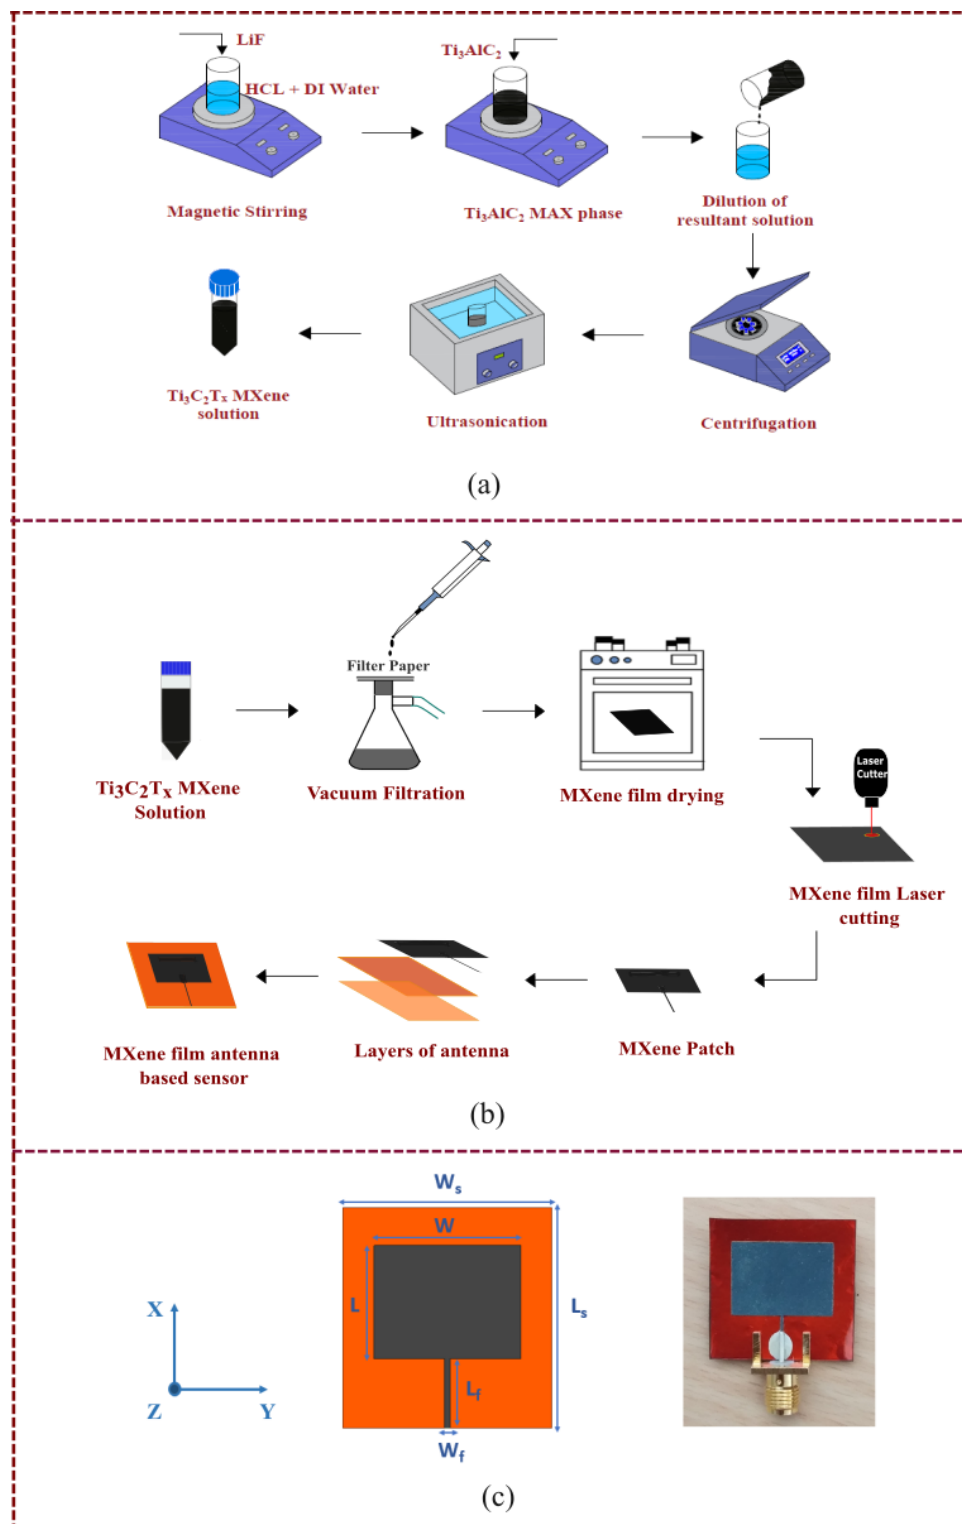 LiF
HCL + DI Water
Magnetic Stirring
Ti₃AlC₂
Ti₃AlC₂ MAX phase
Dilution of
resultant solution
Ti₃C₂Tₓ MXene
solution
Ultrasonication
Centrifugation
(a)
Filter Paper
Ti₃C₂Tₓ MXene
Solution
Vacuum Filtration
MXene film drying
Laser
Cutter
MXene film Laser
cutting
MXene film antenna
based sensor
Layers of antenna
MXene Patch
(b)
X
Z
Y
Wₛ
W
L
Lₛ
L_f
W_f
(c)